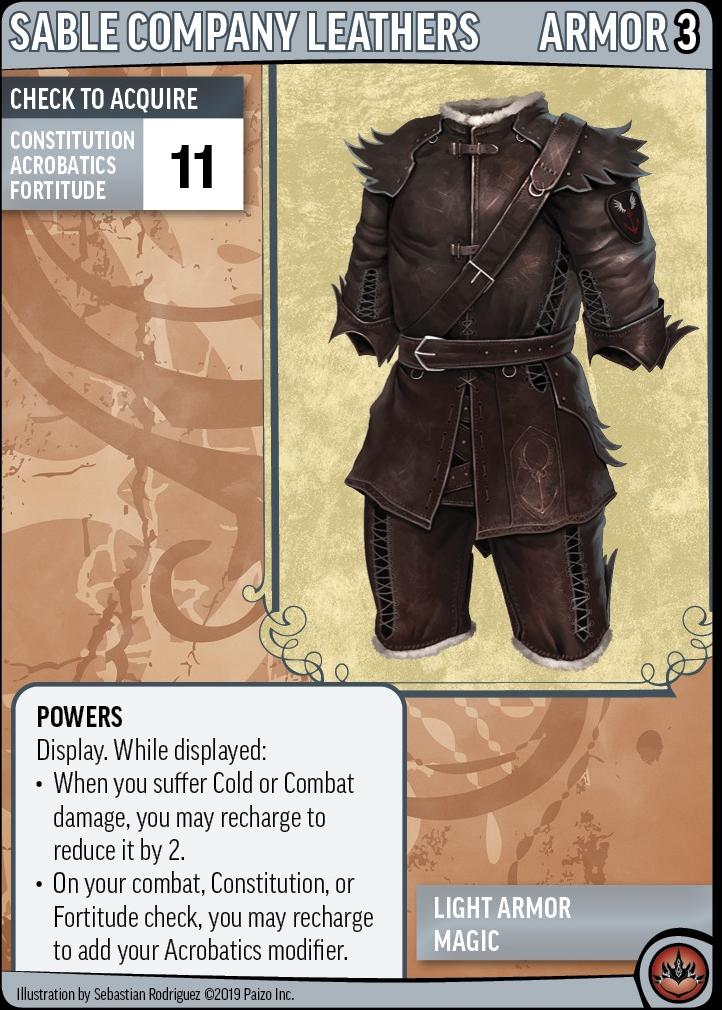 SABLE COMPANY LEATHERS ARMOR 3
CHECK TO ACQUIRE
CONSTITUTION
ACROBATICS
FORTITUDE
11
POWERS
Display. While displayed:
• When you suffer Cold or Combat
damage, you may recharge to
reduce it by 2.
• On your combat, Constitution, or
Fortitude check, you may recharge
to add your Acrobatics modifier.
LIGHT ARMOR
MAGIC
Illustration by Sebastian Rodriguez ©2019 Paizo Inc.